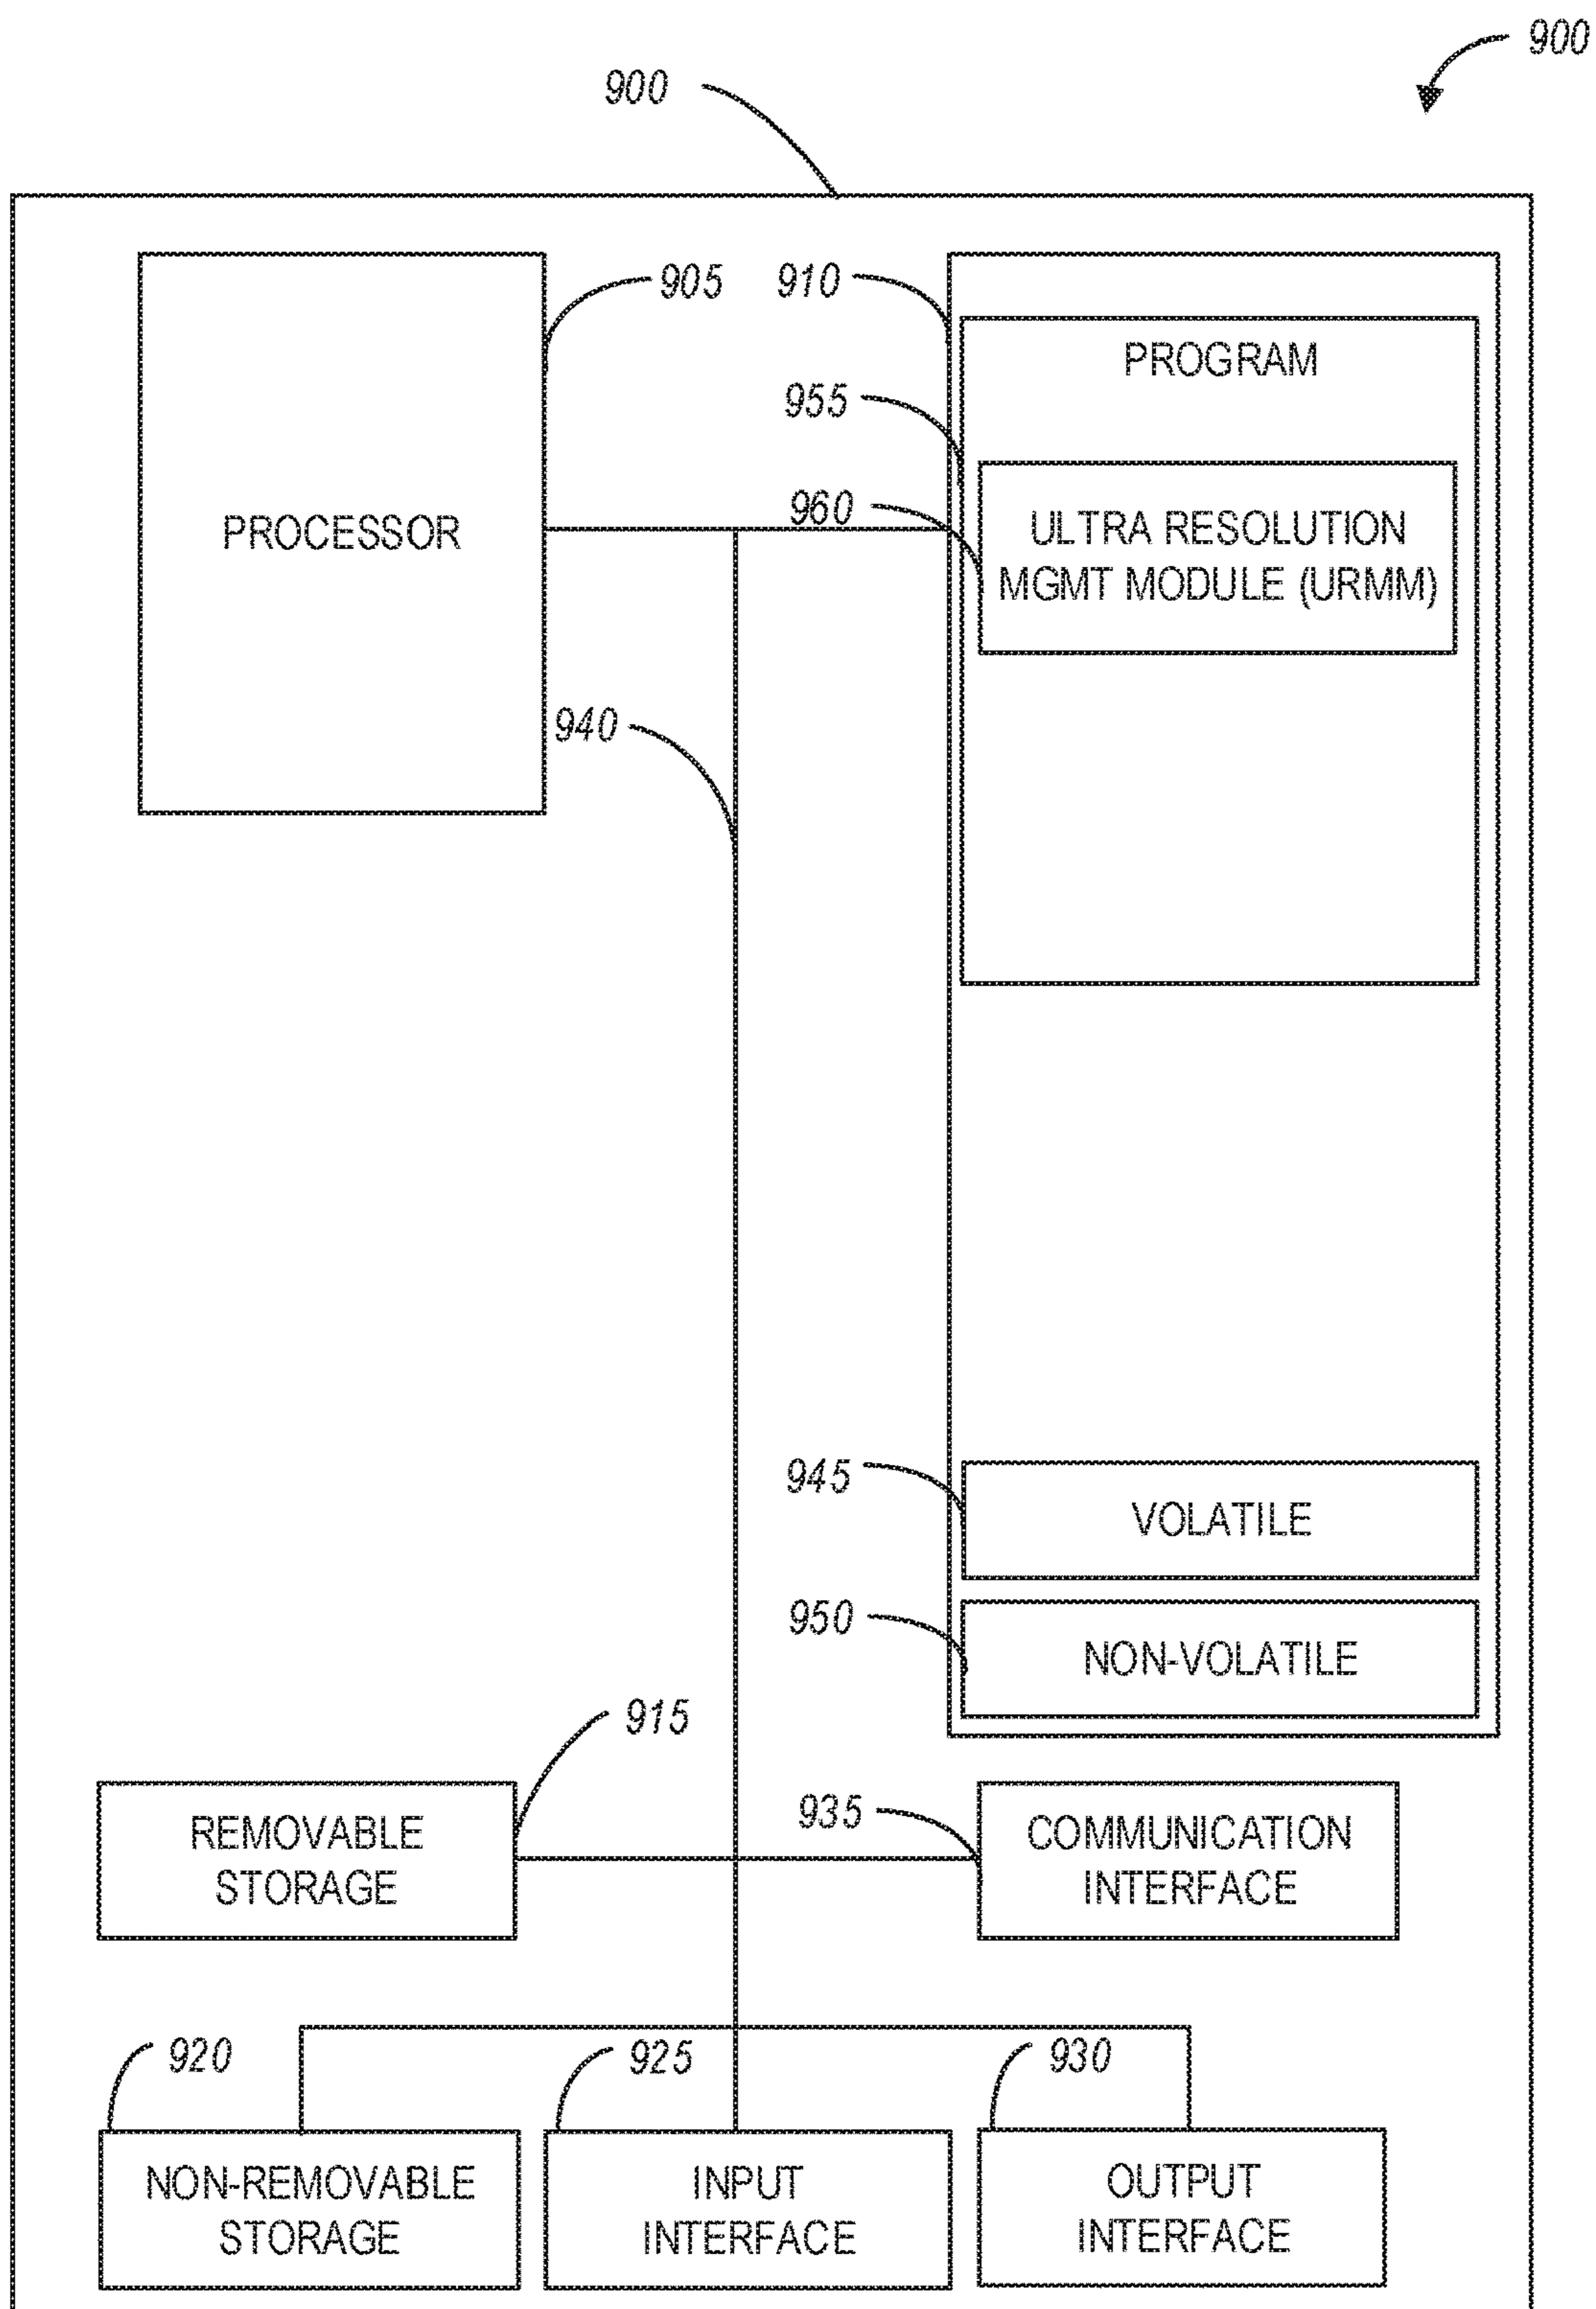 900
900
905
910
PROGRAM
955
960
PROCESSOR
ULTRA RESOLUTION
MGMT MODULE (URMM)
940
945
VOLATILE
950
NON-VOLATILE
915
REMOVABLE
STORAGE
935
COMMUNICATION
INTERFACE
920
925
930
NON-REMOVABLE
STORAGE
INPUT
INTERFACE
OUTPUT
INTERFACE